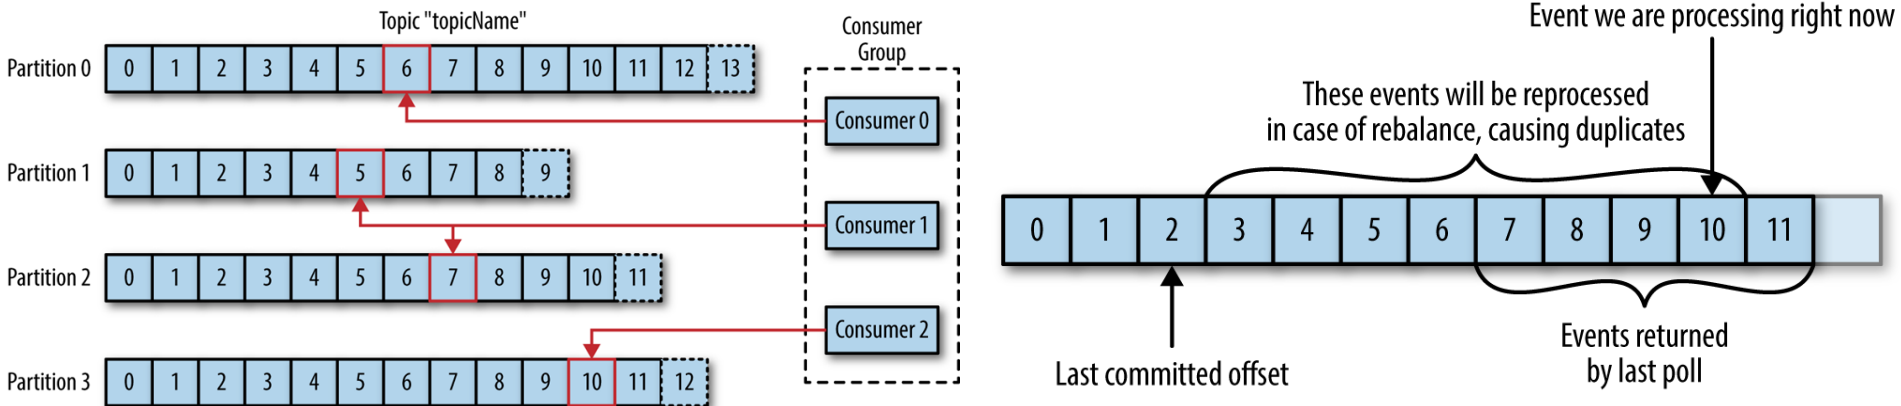 Topic "topicName"
Partition 0 0 1 2 3 4 5 6 7 8 9 10 11 12 13
Partition 1 0 1 2 3 4 5 6 7 8 9
Partition 2 0 1 2 3 4 5 6 7 8 9 10 11
Partition 3 0 1 2 3 4 5 6 7 8 9 10 11 12
Consumer
Group
Consumer 0
Consumer 1
Consumer 2
Event we are processing right now
These events will be reprocessed
in case of rebalance, causing duplicates
0 1 2 3 4 5 6 7 8 9 10 11
Last committed offset
Events returned
by last poll